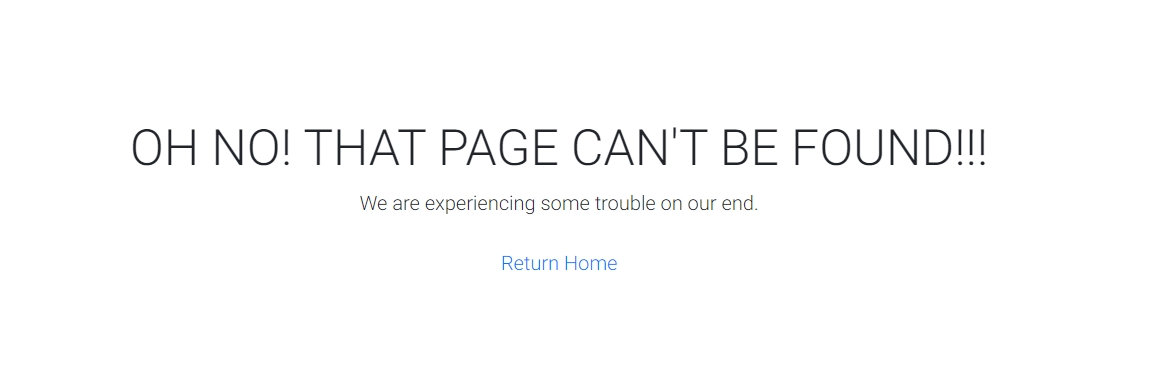 OH NO! THAT PAGE CAN'T BE FOUND!!!
We are experiencing some trouble on our end.
Return Home